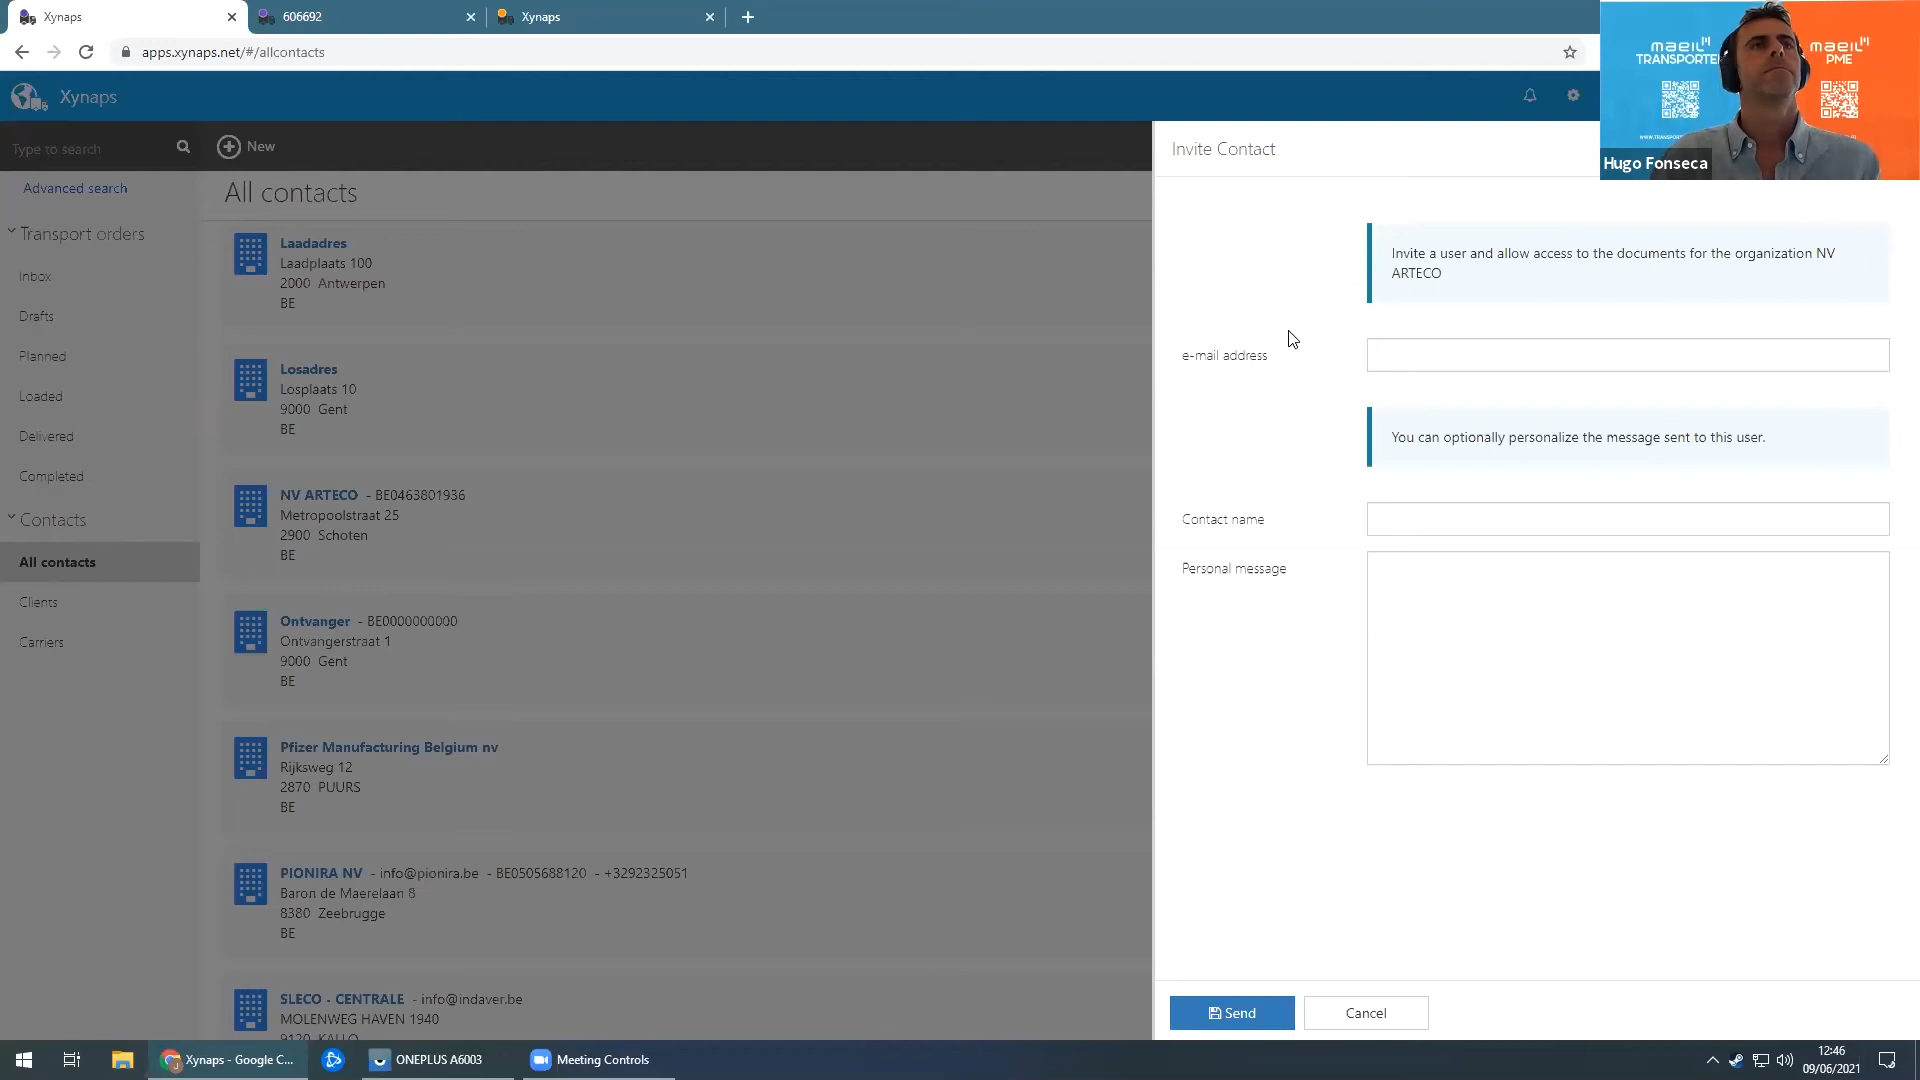 Xynaps
606692
Xynaps
apps.xynaps.net/#/allcontacts
maeil
TRANSPORTE
maeil
PME
Hugo Fonseca
Xynaps
Type to search
New
Invite Contact
Advanced search
All contacts
Transport orders
Inbox
Drafts
Planned
Loaded
Delivered
Completed
Contacts
All contacts
Clients
Carriers
Laadadres
Laadplaats 100
2000 Antwerpen
BE
Losadres
Losplaats 10
9000 Gent
BE
NV ARTECO - BE0463801936
Metropoolstraat 25
2900 Schoten
BE
Ontvanger - BE0000000000
Ontvangerstraat 1
9000 Gent
BE
Pfizer Manufacturing Belgium nv
Rijksweg 12
2870 PUURS
BE
PIONIRA NV - info@pionira.be - BE0505688120 - +3292325051
Baron de Maerelaan 8
8380 Zeebrugge
BE
SLECO - CENTRALE - info@indaver.be
MOLENWEG HAVEN 1940
9120 KALLO
Invite a user and allow access to the documents for the organization NV
ARTECO
e-mail address
You can optionally personalize the message sent to this user.
Contact name
Personal message
Send
Cancel
Xynaps - Google C...
ONEPLUS A6003
Meeting Controls
12:46
09/06/2021